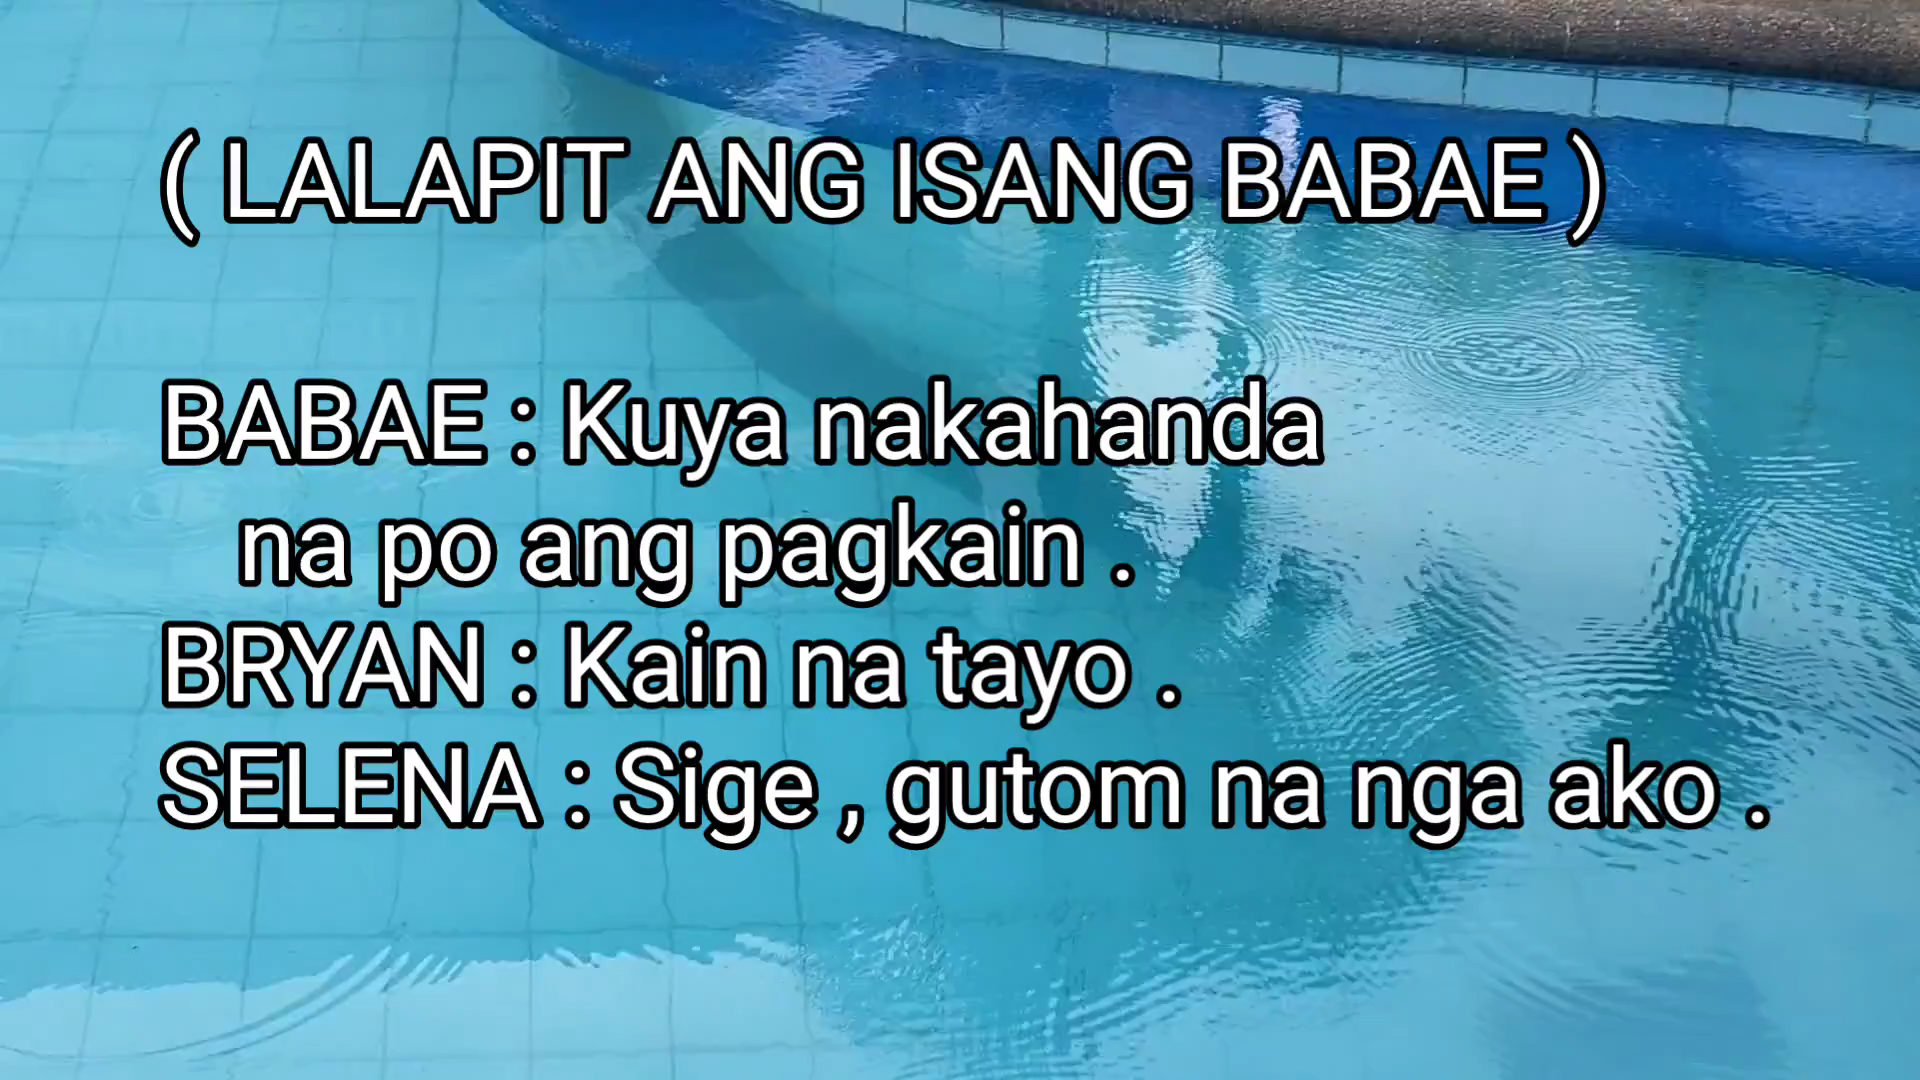 ( LALAPIT ANG ISANG BABAE )
BABAE : Kuya nakahanda
na po ang pagkain .
BRYAN : Kain na tayo .
SELENA : Sige , gutom na nga ako .